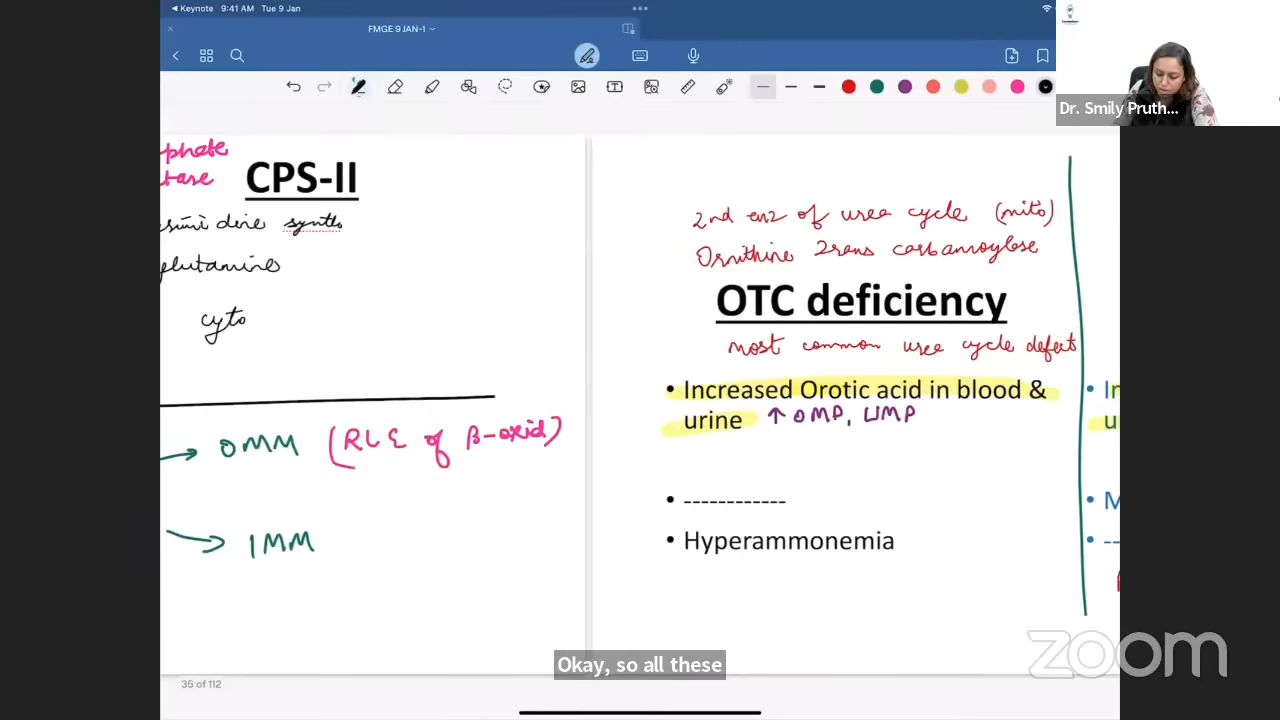 Keynote 9:41 AM Tue 9 Jan
FMGE 9 JAN-1
Dr. Smily Pruth...
CPS-II
glutamine
cyto
OMM (RLE of β-oxid)
IMM
35 of 112
2nd enz of urea cycle (mito)
Ornithine Trans carbamoylase
OTC deficiency
most common urea cycle defect
• Increased Orotic acid in blood &
urine ↑ OMP, UMP
• ------------
• Hyperammonemia
• In
u
• M
• --
Okay, so all these
zoom